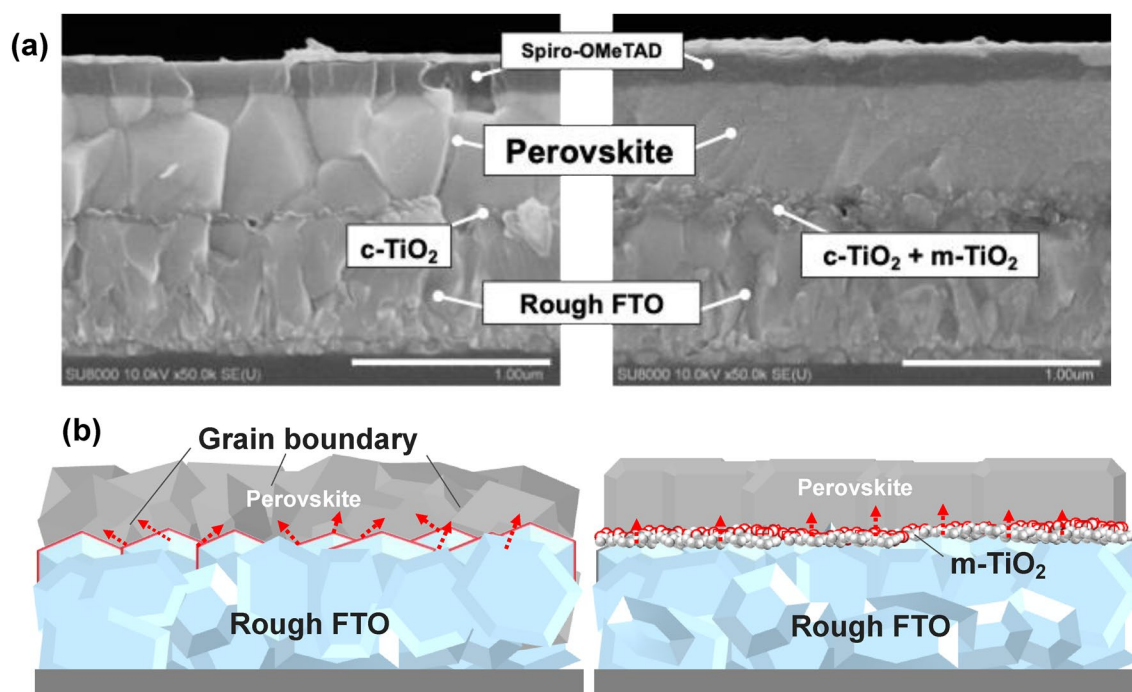 (a)
Spiro-OMeTAD
Perovskite
c-TiO₂
c-TiO₂ + m-TiO₂
Rough FTO
SU8000 10.0kV x50.0k SE(U)
1.00um
SU8000 10.0kV x50.0k SE(U)
1.00um
(b)
Grain boundary
Perovskite
Perovskite
m-TiO₂
Rough FTO
Rough FTO